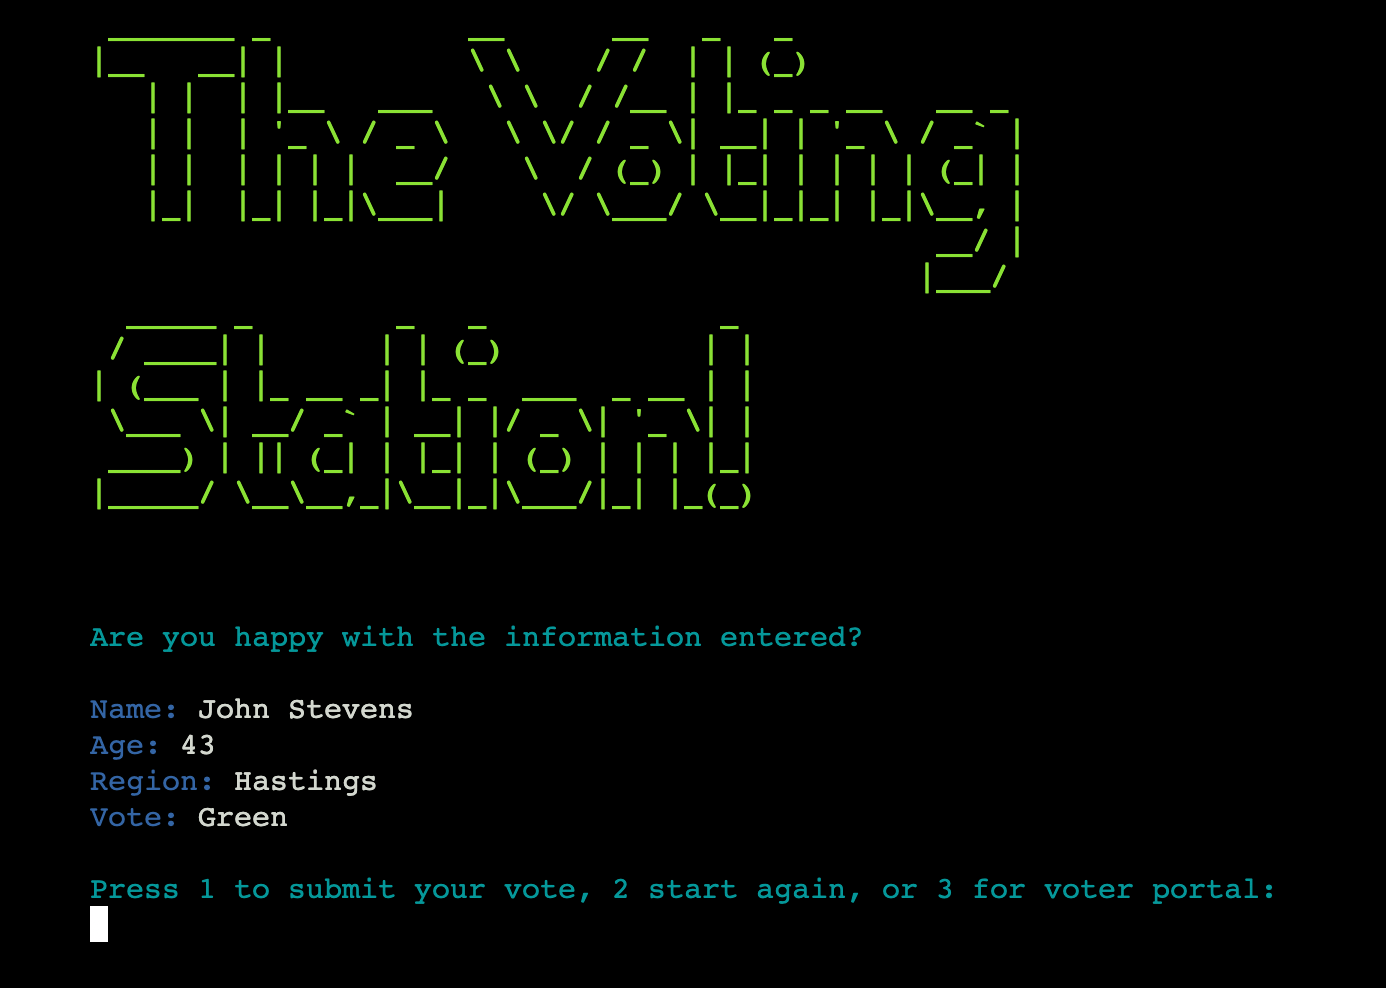 The Voting
Station!
Are you happy with the information entered?
Name: John Stevens
Age: 43
Region: Hastings
Vote: Green
Press 1 to submit your vote, 2 start again, or 3 for voter portal: